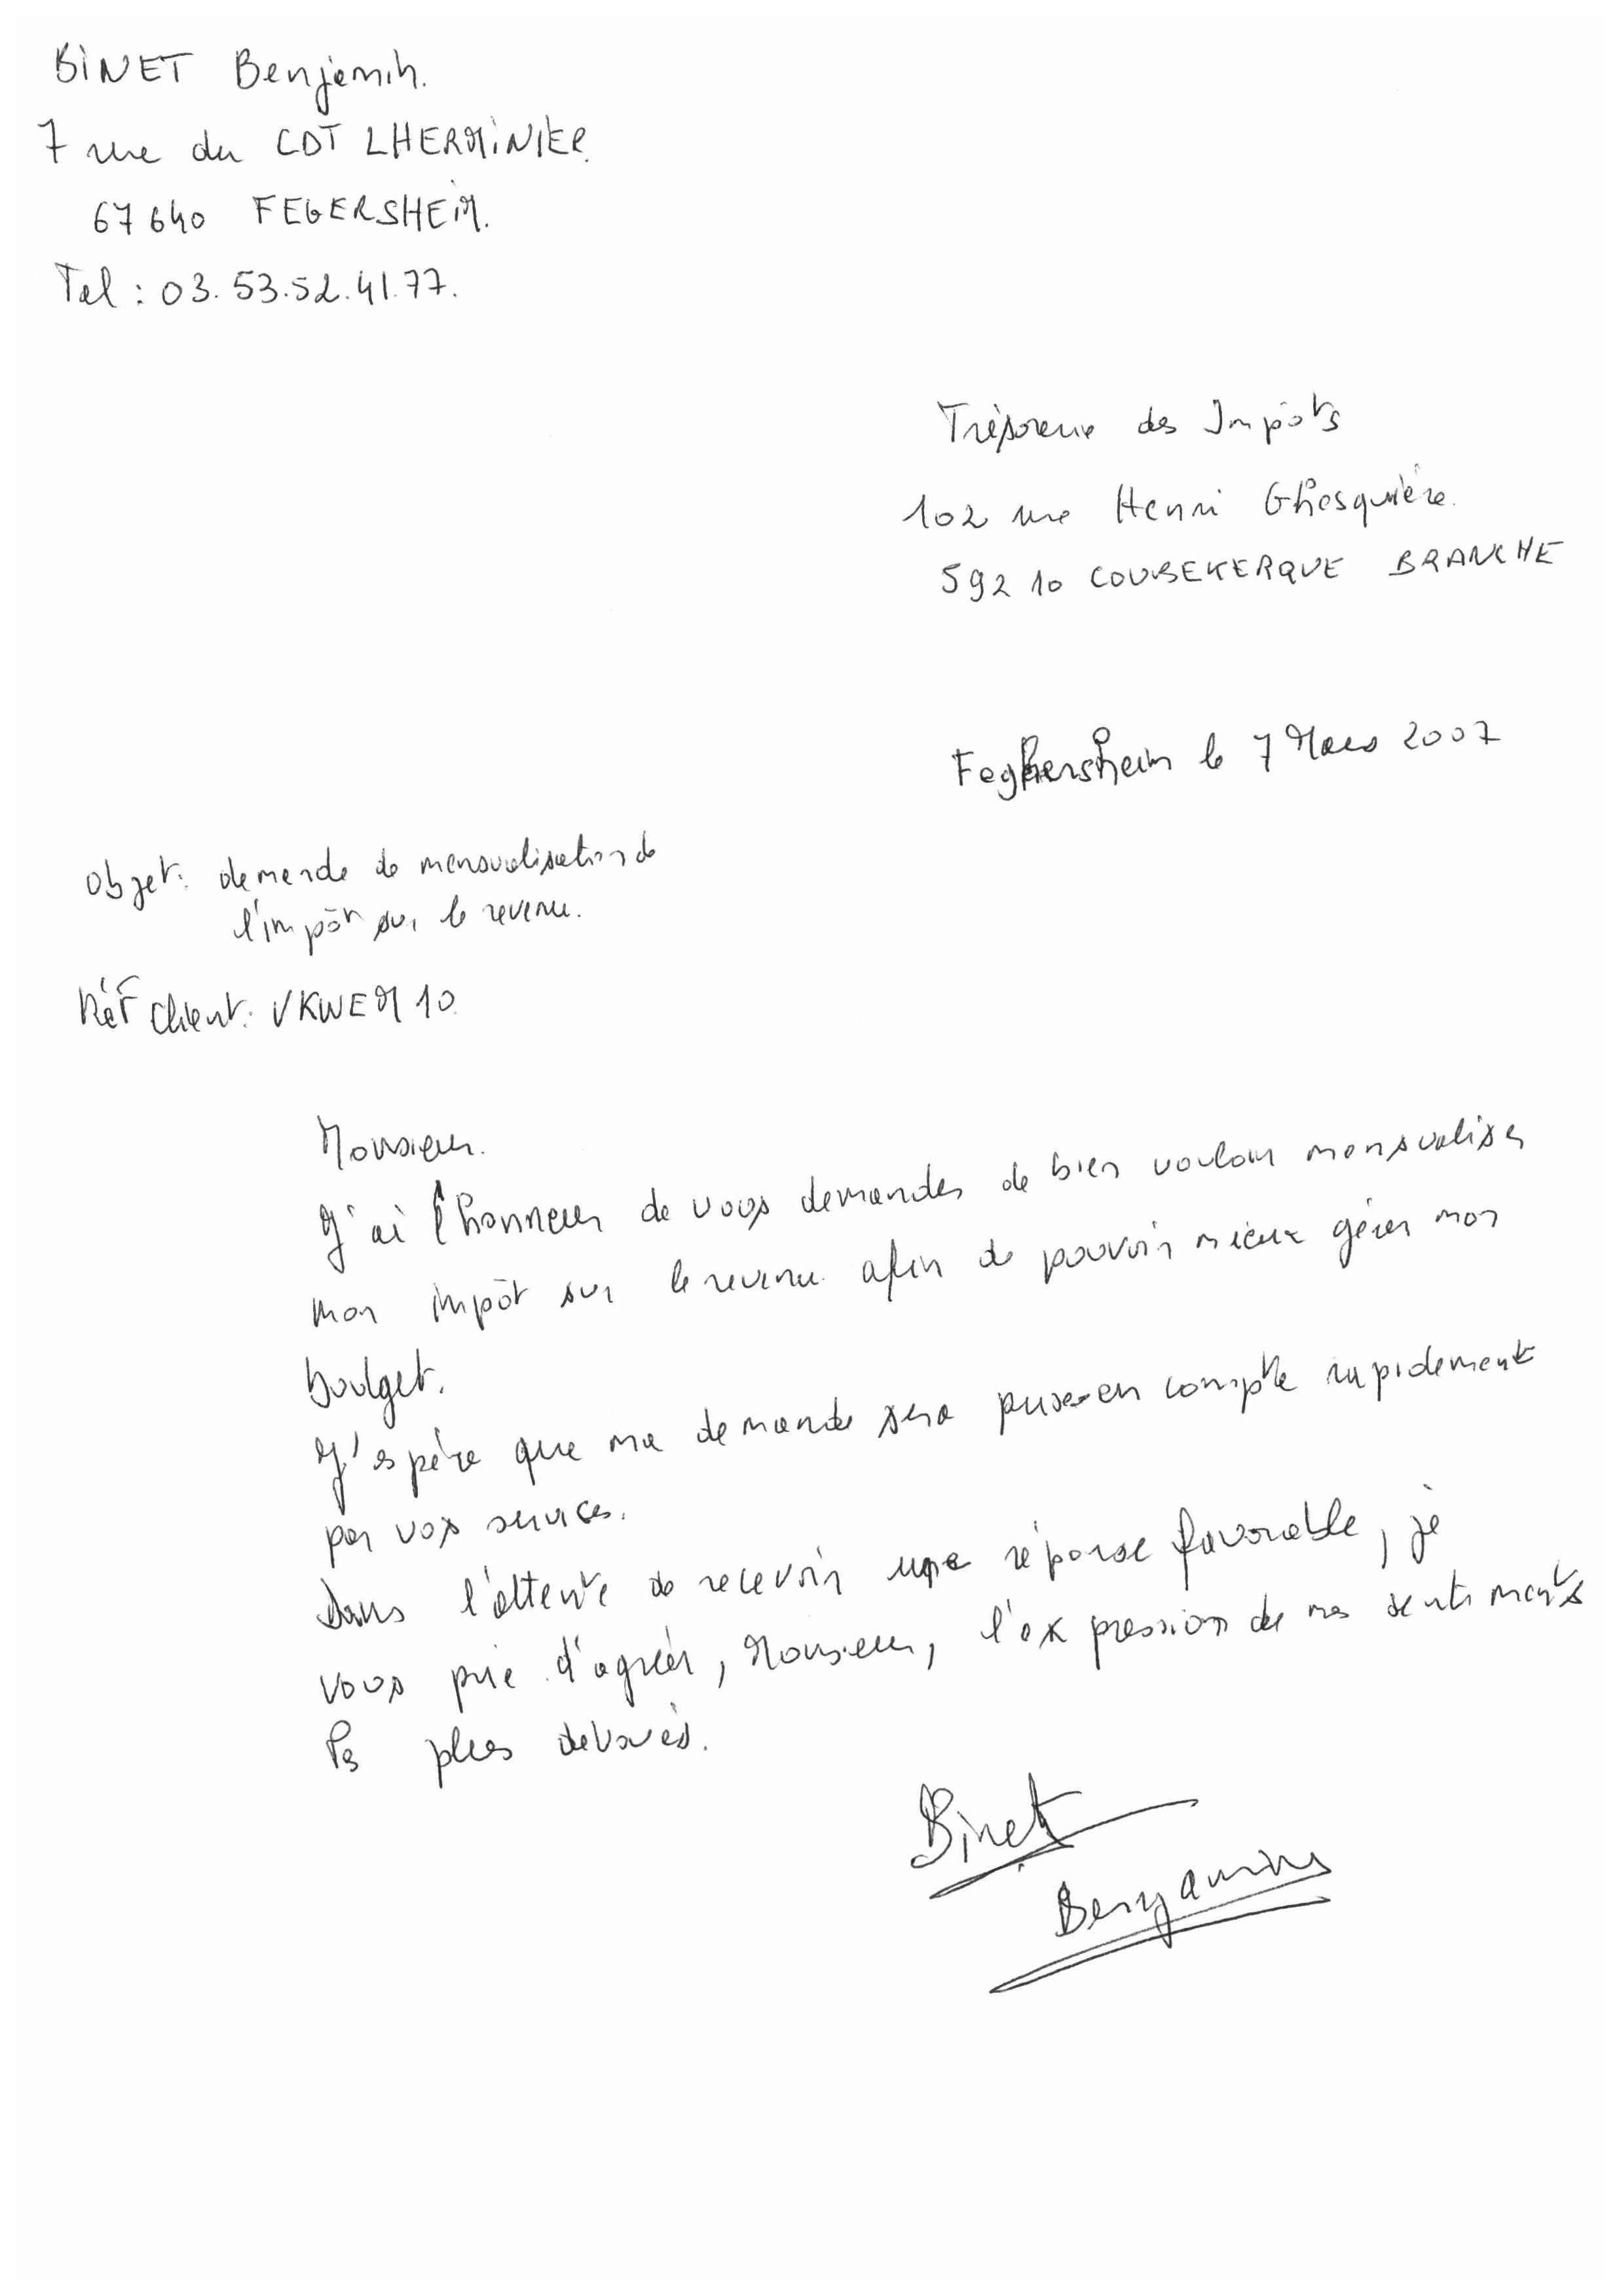 BINET Benjamin.
7 rue du CDT LHERMINIER.
67640 FEGERSHEIM.
Tel : 03.53.52.41.77.
Trésorerie des Impôts
102 rue Henri Ghesquière.
59210 COUDEKERQUE BRANCHE
Fegersheim le 7 Mars 2007
Objet: demande de mensualisation de
l'impôt sur le revenu.
Réf Client: VKWEM10
Monsieur.
J'ai l'honneur de vous demander de bien vouloir mensualiser
mon impôt sur le revenu afin de pouvoir mieux gérer mon
budget.
J'espère que ma demande sera prise en compte rapidement
par vos services.
Dans l'attente de recevoir une réponse favorable, je
vous prie d'agréer, Monsieur, l'expression de mes sentiments
les plus dévoués.
Binet
Benjamin